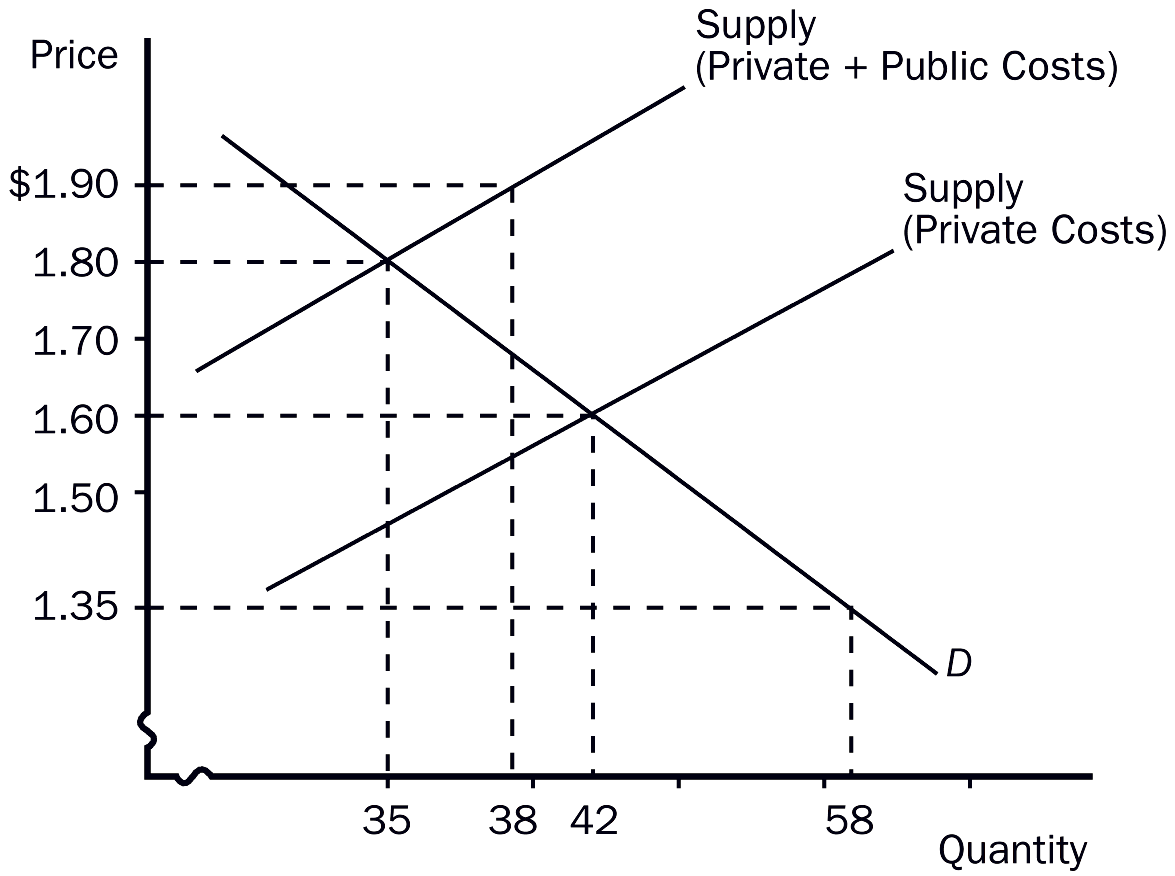 Supply
(Private + Public Costs)
Price
$1.90
Supply
(Private Costs)
1.80
1.70
1.60
1.50
1.35
D
35 38 42 58
Quantity